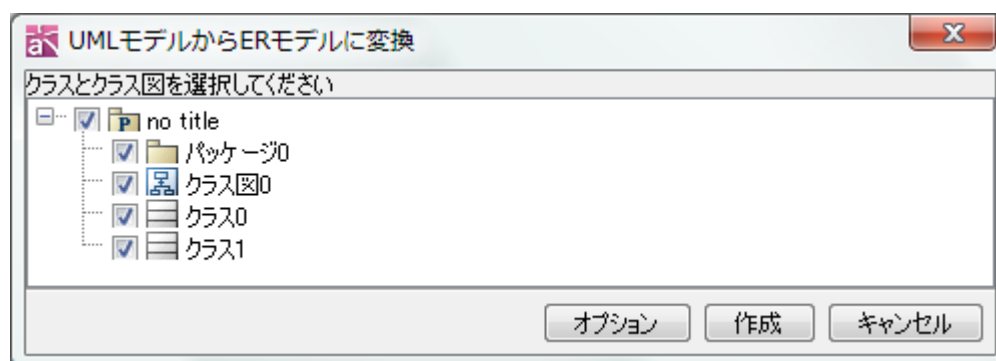 UMLモデルからERモデルに変換
クラスとクラス図を選択してください
no title
パッケージ0
クラス図0
クラス0
クラス1
オプション 作成 キャンセル